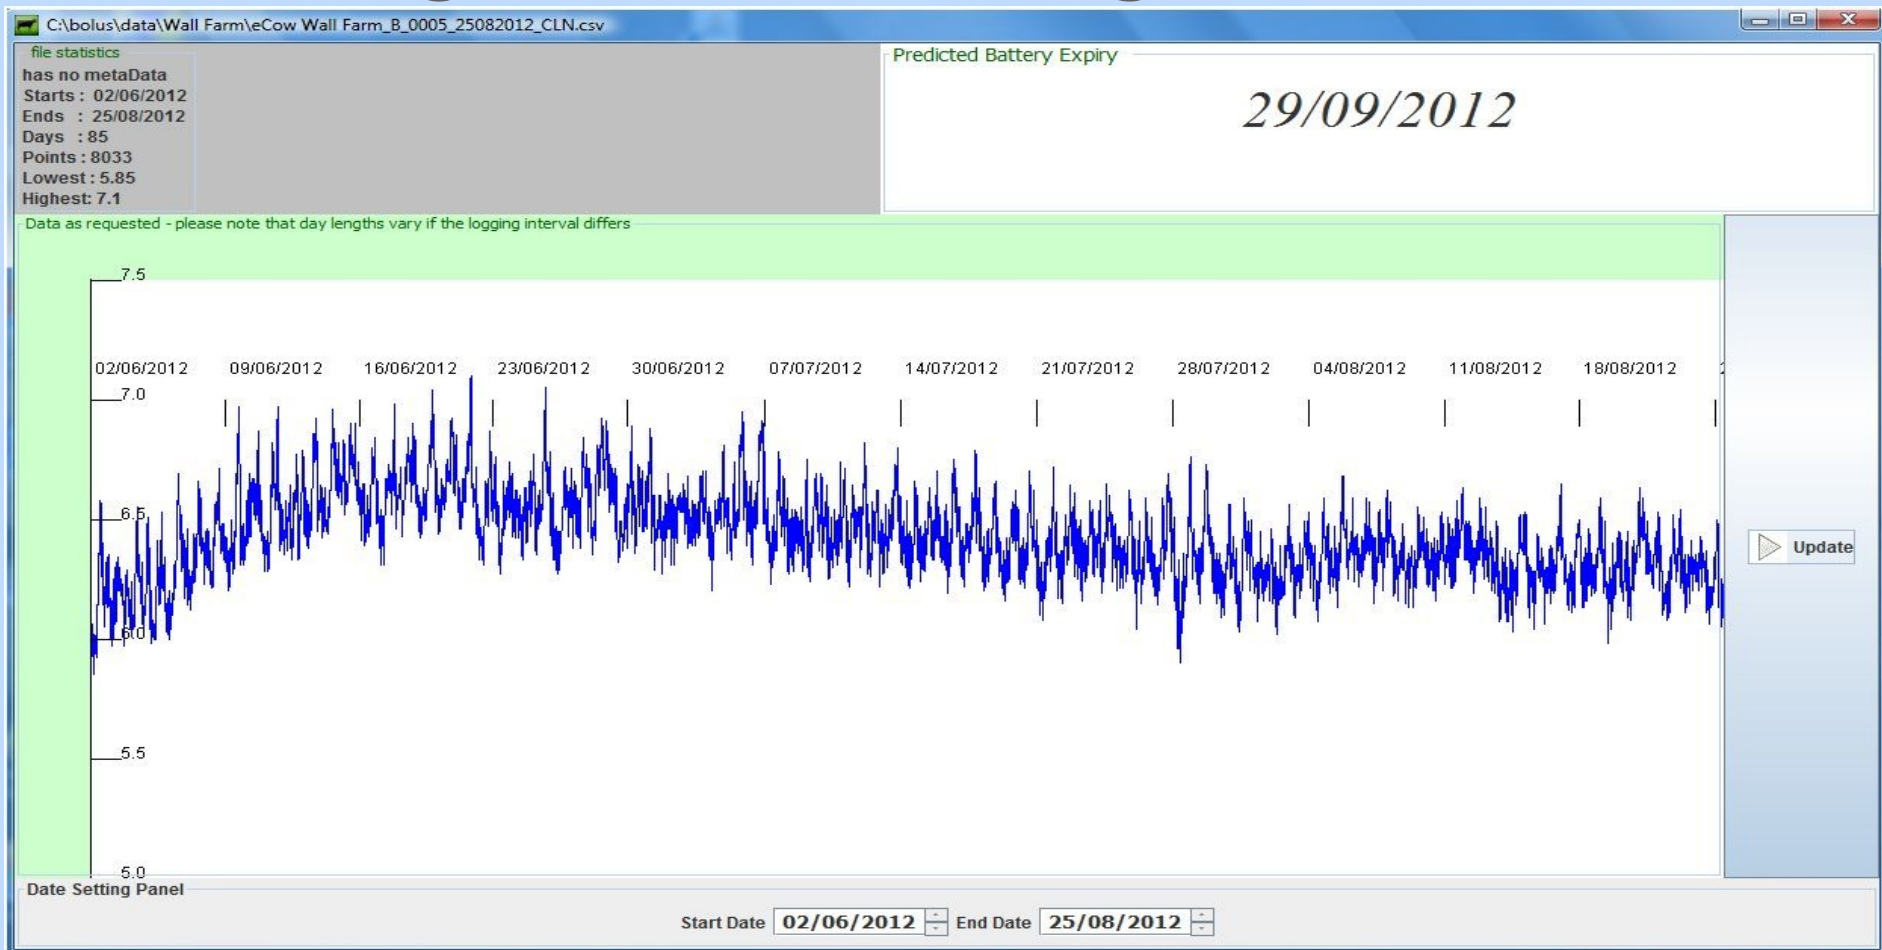 C:\bolus\data\Wall Farm\eCow Wall Farm_B_0005_25082012_CLN.csv
file statistics
has no metaData
Starts : 02/06/2012
Ends : 25/08/2012
Days : 85
Points : 8033
Lowest : 5.85
Highest: 7.1
Predicted Battery Expiry
29/09/2012
Data as requested - please note that day lengths vary if the logging interval differs
7.5
02/06/2012 09/06/2012 16/06/2012 23/06/2012 30/06/2012 07/07/2012 14/07/2012 21/07/2012 28/07/2012 04/08/2012 11/08/2012 18/08/2012
7.0
6.5
6.0
5.5
5.0
Update
Date Setting Panel
Start Date 02/06/2012 End Date 25/08/2012